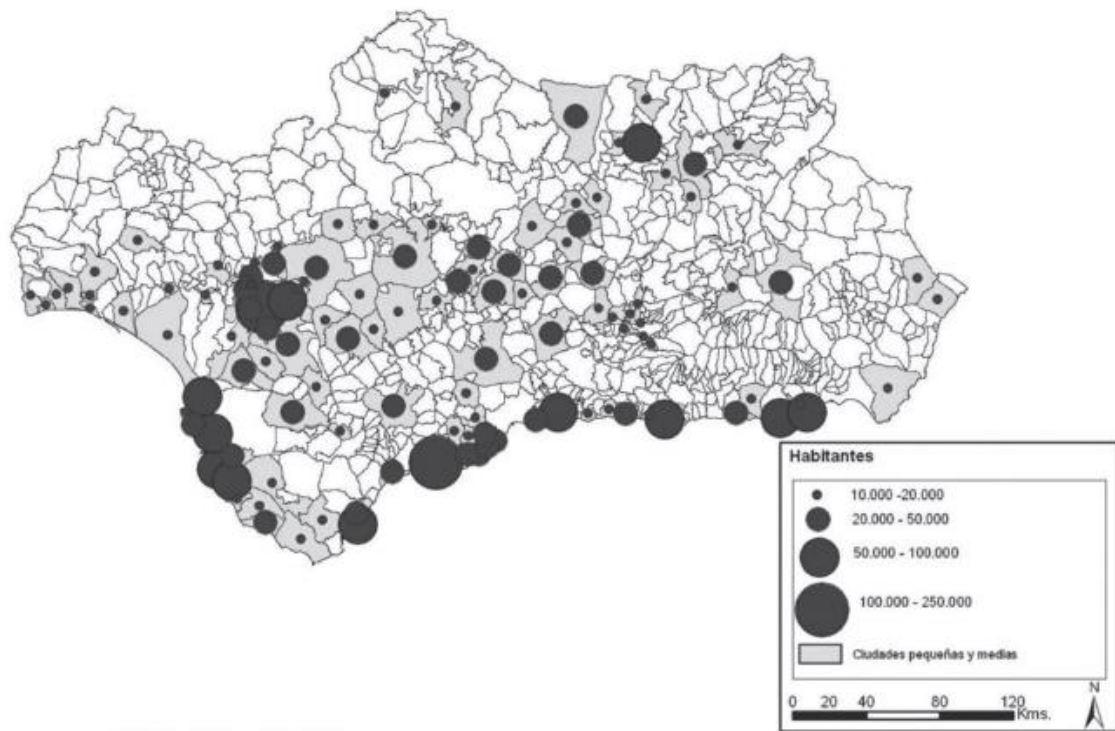 Habitantes
10.000 -20.000
20.000 - 50.000
50.000 - 100.000
100.000 - 250.000
Ciudades pequeñas y medias
N
0 20 40 80 120
Kms.